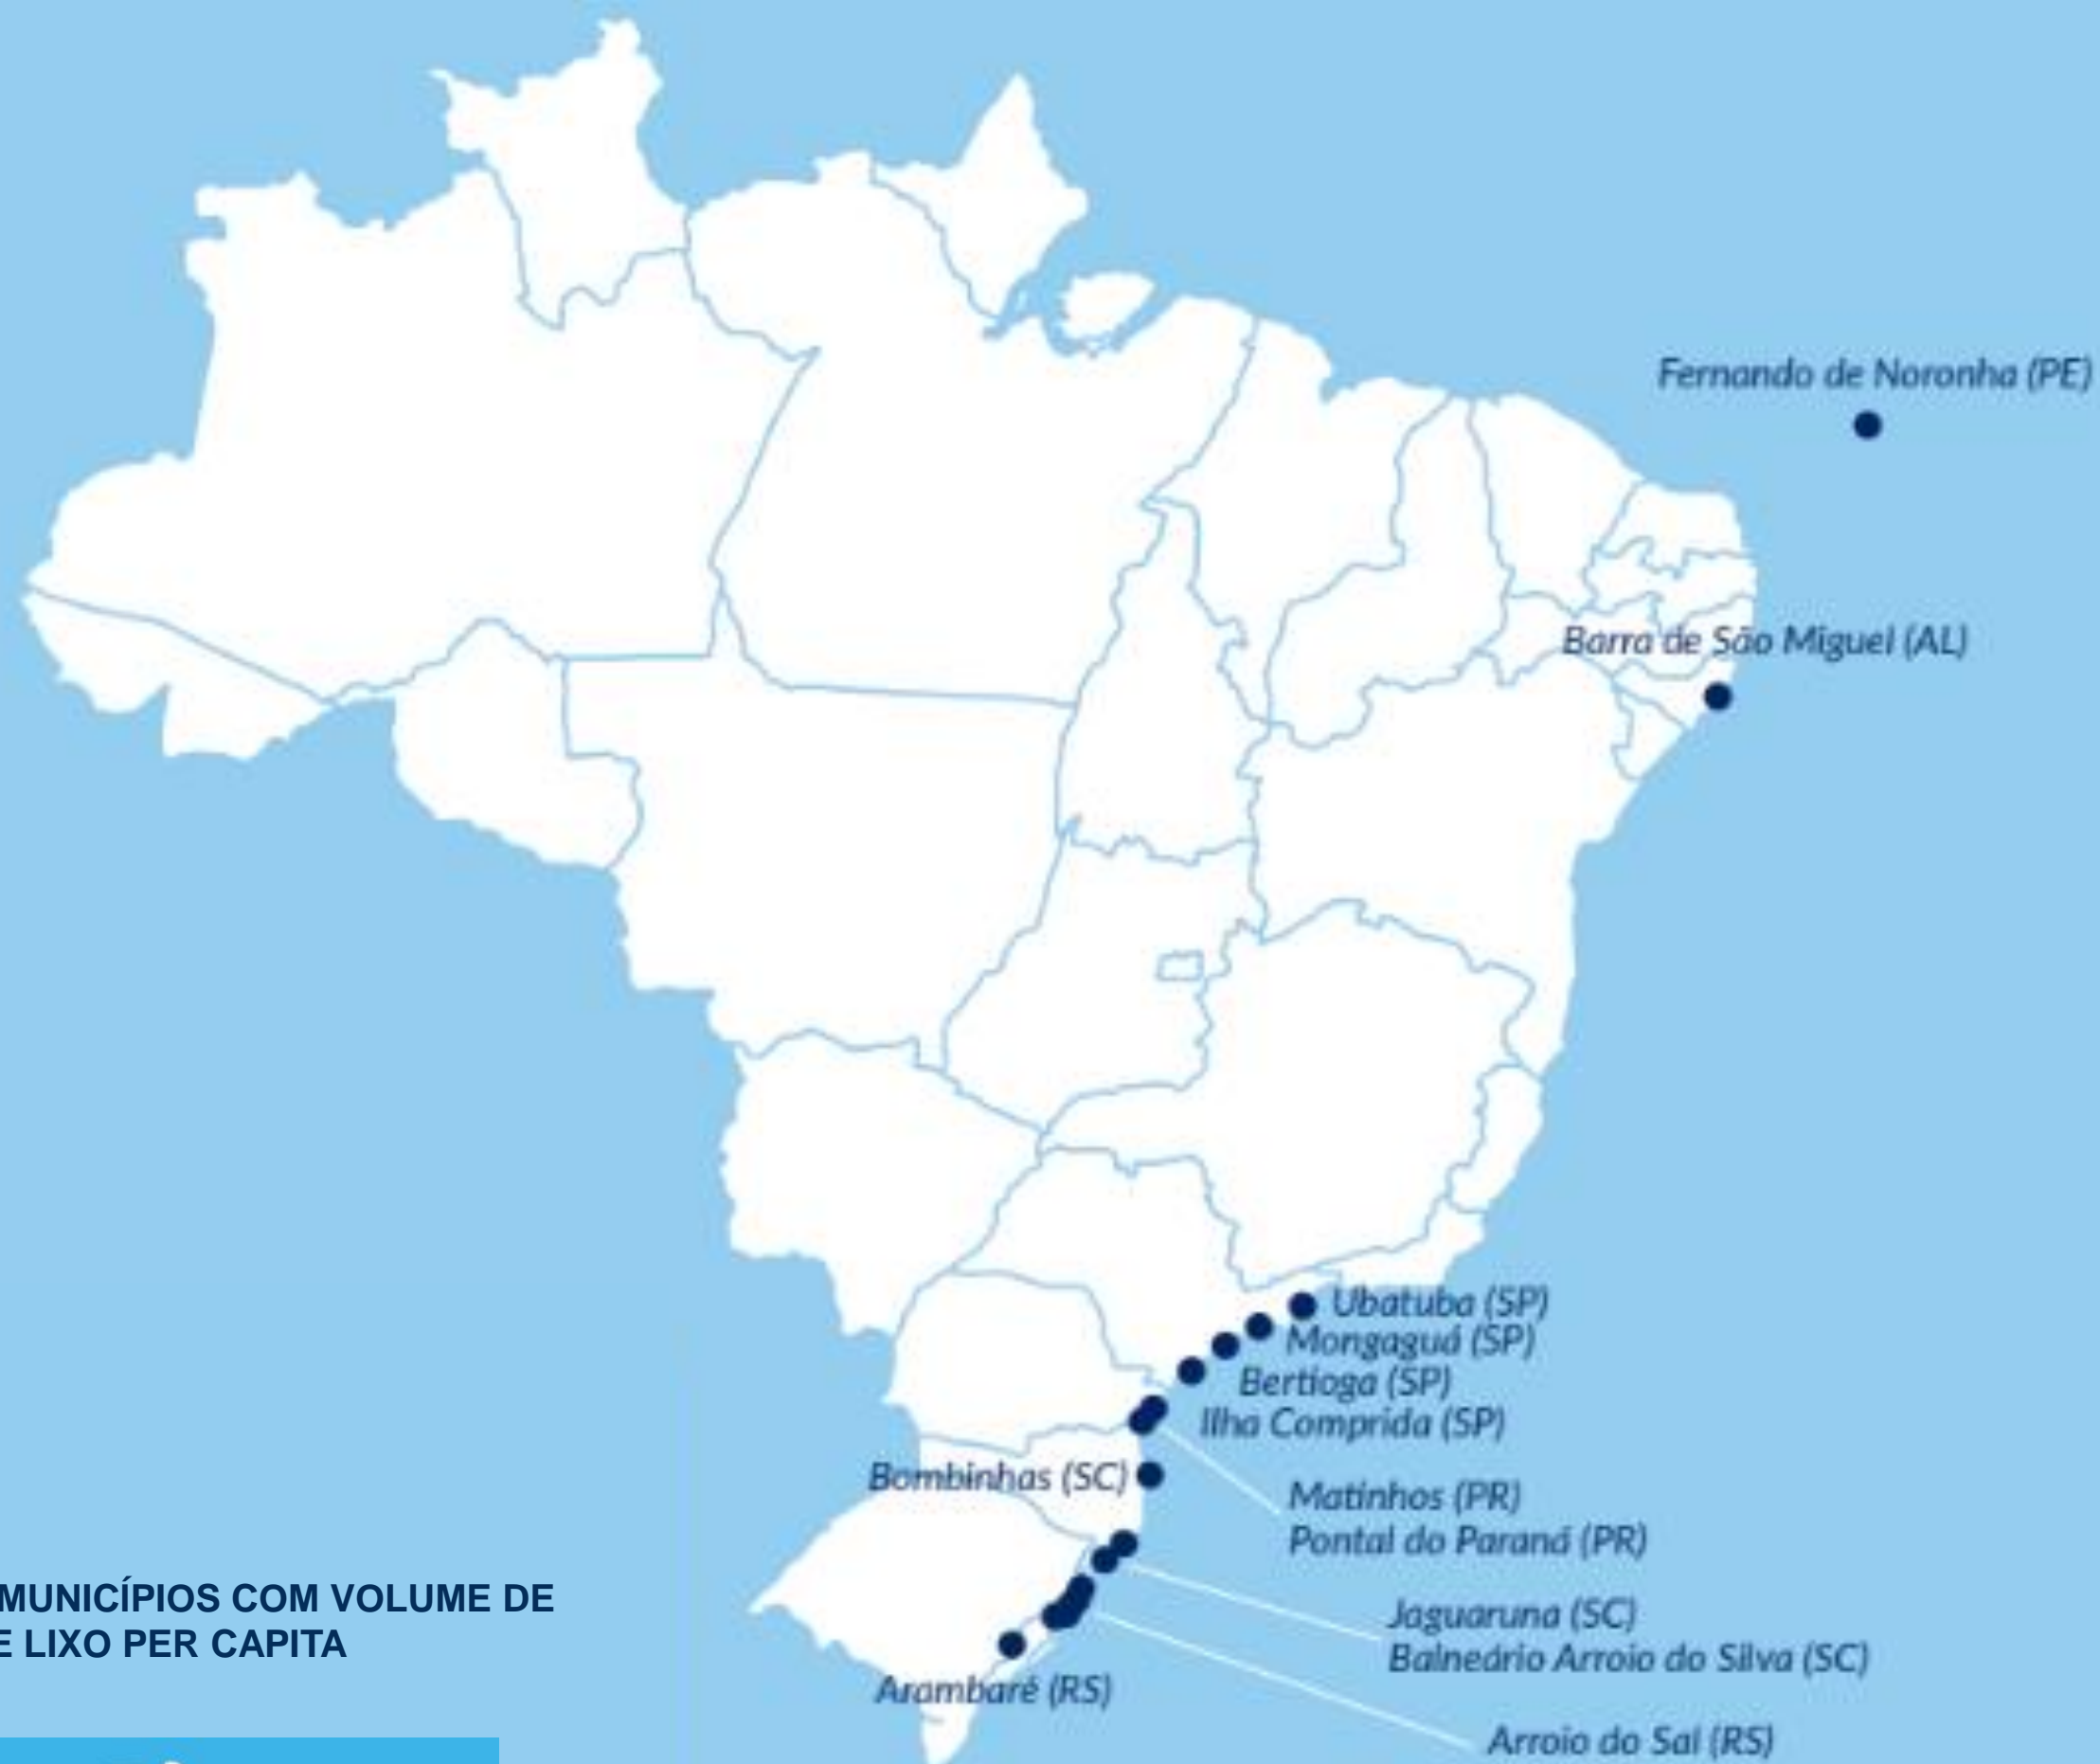 Fernando de Noronha (PE)
Barra de São Miguel (AL)
Ubatuba (SP)
Mongaguá (SP)
Bertioga (SP)
Ilha Comprida (SP)
Bombinhas (SC)
Matinhos (PR)
Pontal do Paraná (PR)
Jaguaruna (SC)
Balneário Arroio do Silva (SC)
Arambaré (RS)
Arroio do Sal (RS)
MUNICÍPIOS COM VOLUME DE
E LIXO PER CAPITA